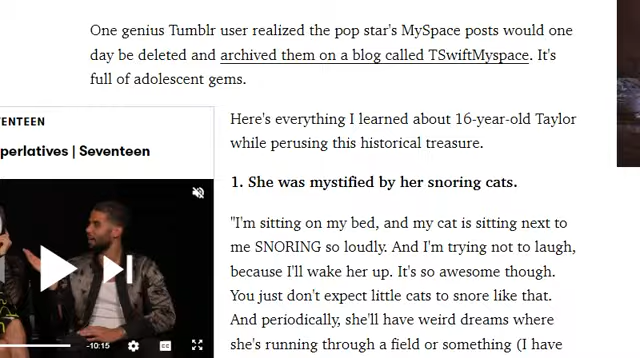 One genius Tumblr user realized the pop star's MySpace posts would one
day be deleted and archived them on a blog called TSwiftMyspace. It's
full of adolescent gems.
ENTEEN
perlatives | Seventeen
-10:15
CC
Here's everything I learned about 16-year-old Taylor
while perusing this historical treasure.
1. She was mystified by her snoring cats.
"I'm sitting on my bed, and my cat is sitting next to
me SNORING so loudly. And I'm trying not to laugh,
because I'll wake her up. It's so awesome though.
You just don't expect little cats to snore like that.
And periodically, she'll have weird dreams where
she's running through a field or something (I have